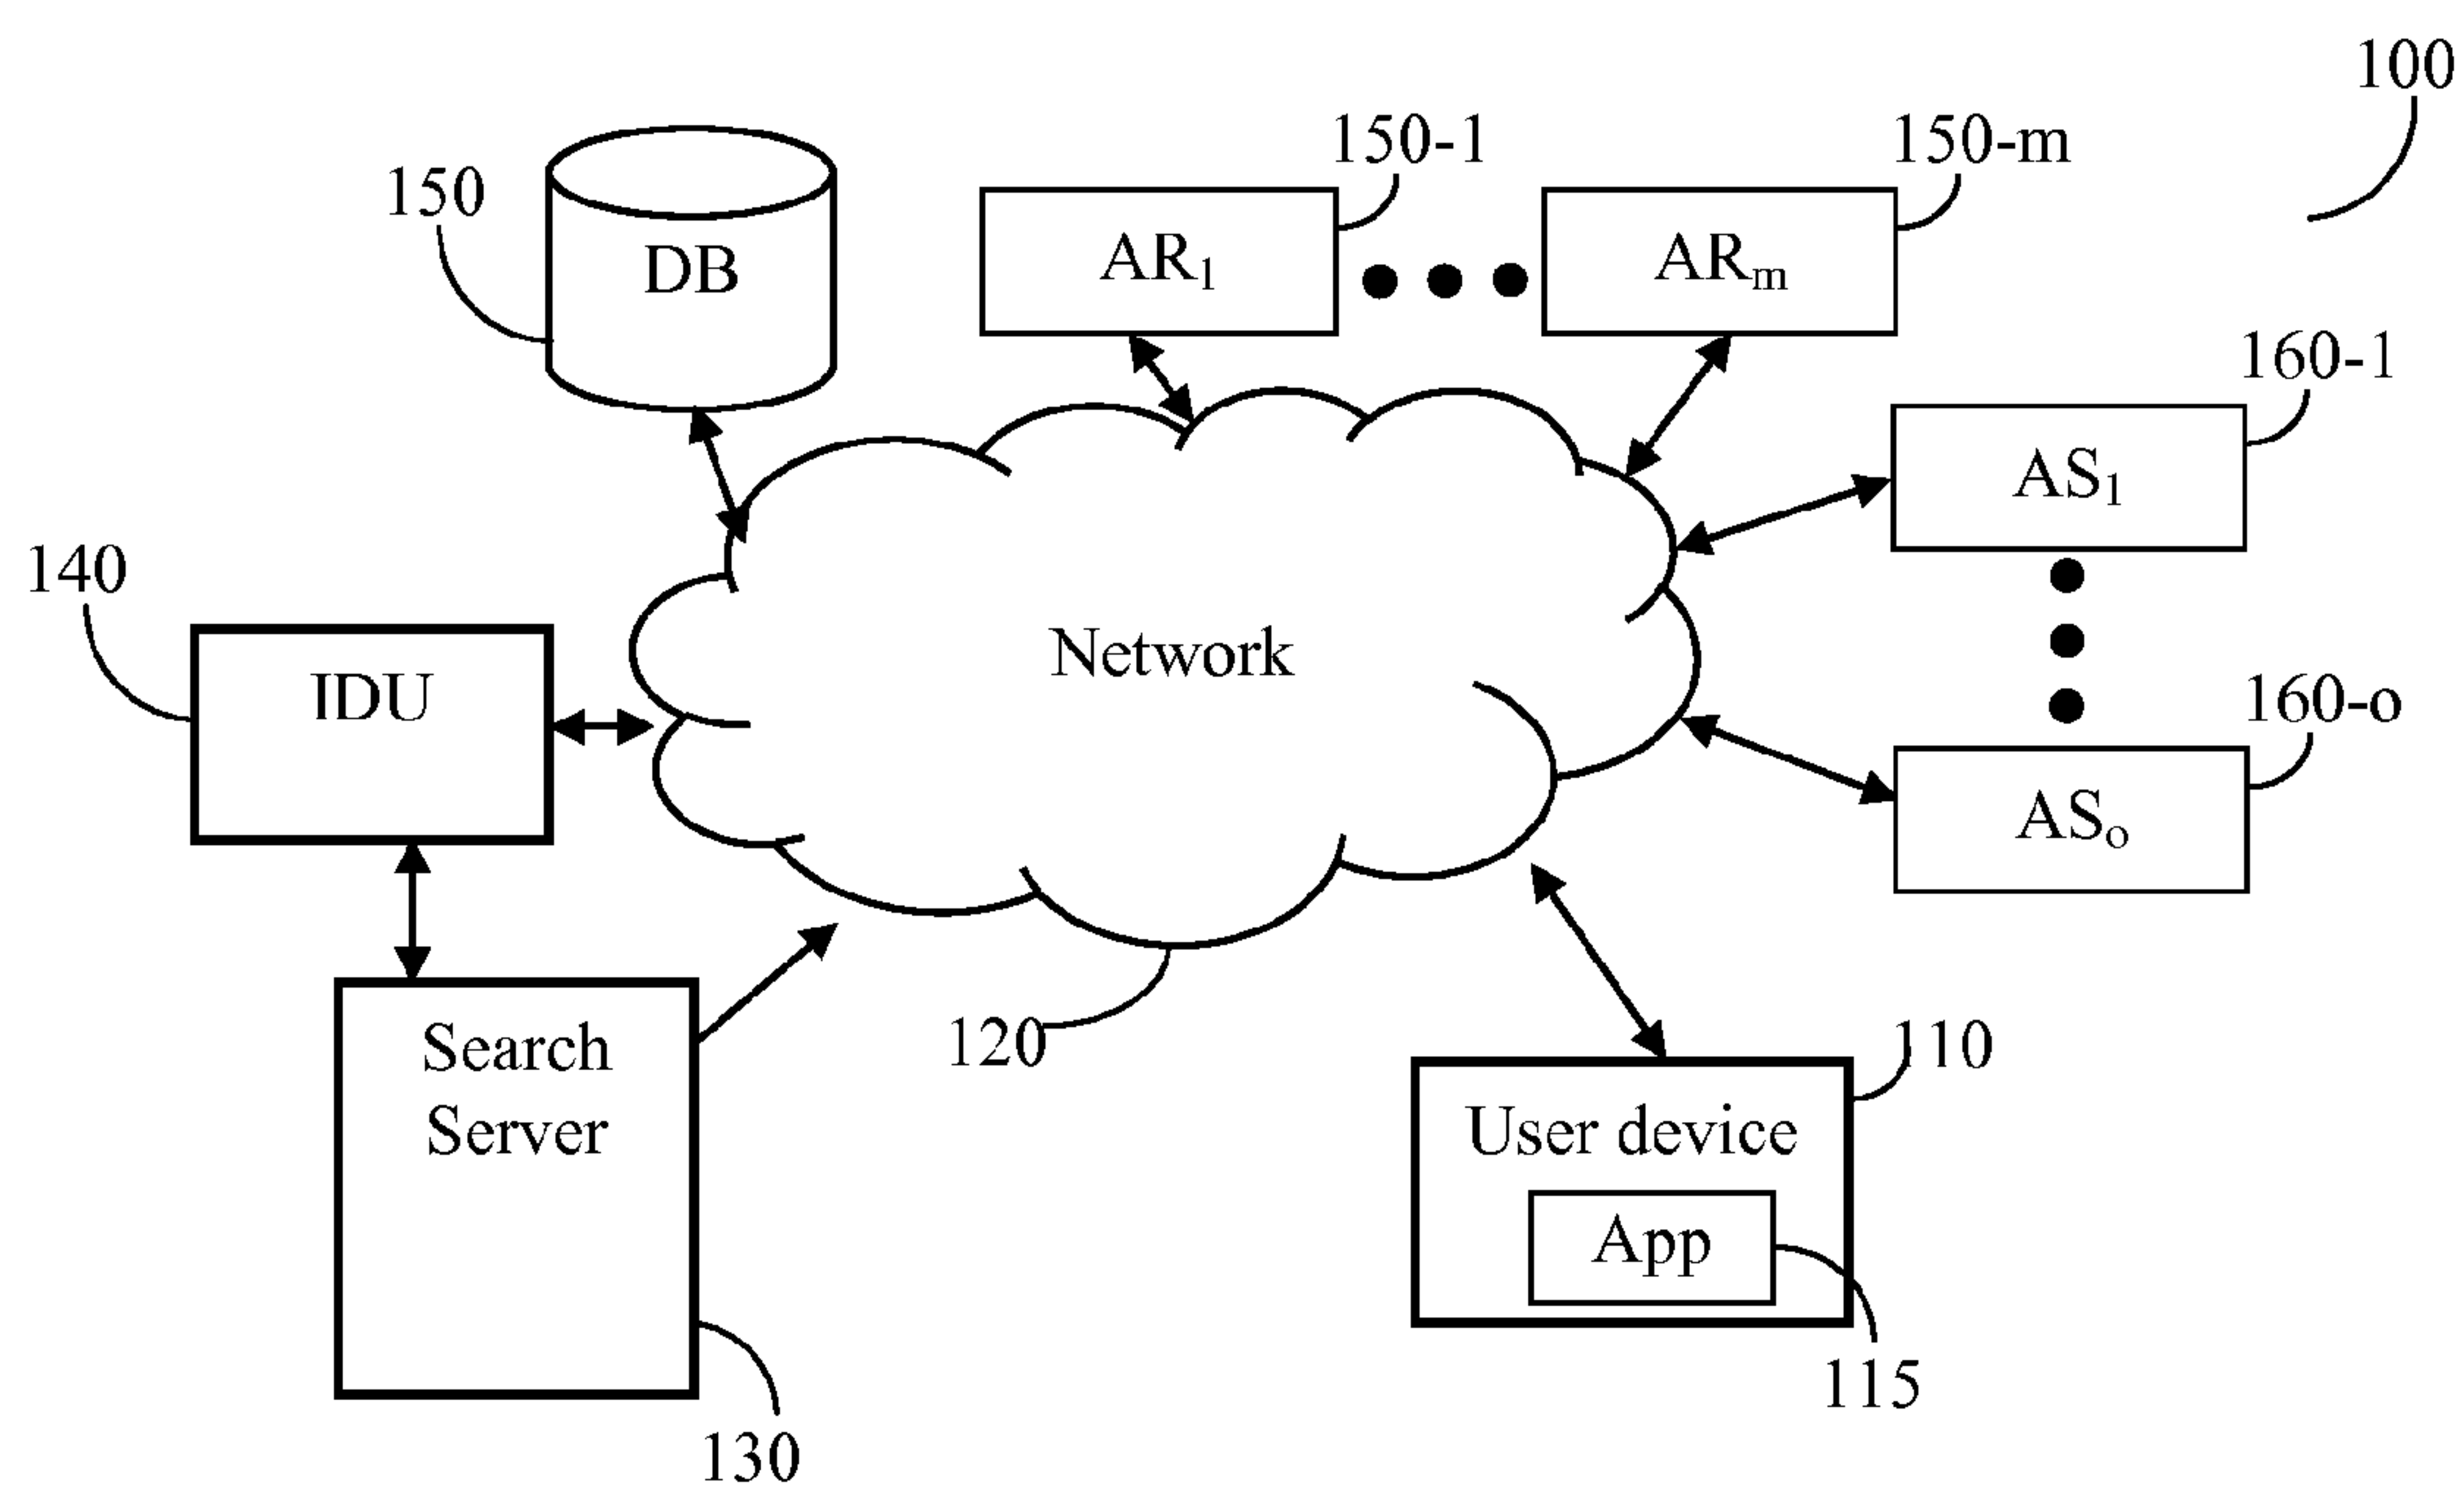 100
150-1
150-m
150
DB
AR1
ARm
160-1
AS1
140
IDU
Network
160-o
ASo
Search
Server
120
110
User device
App
115
130